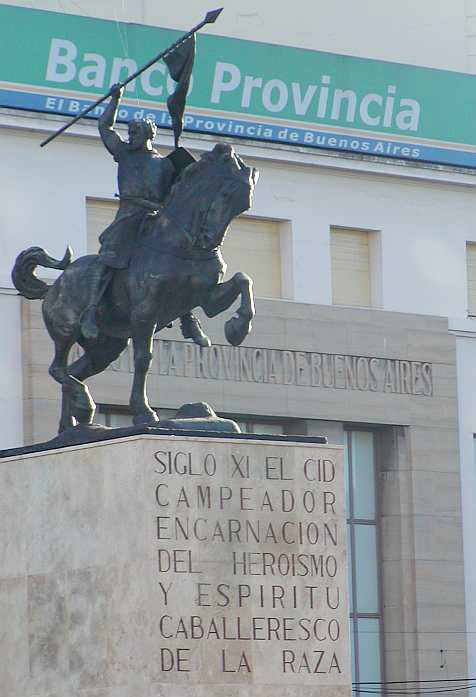 Banco Provincia
El Banco de la Provincia de Buenos Aires
LA PROVINCIA DE BUENOS AIRES
SIGLO XI EL CID
CAMPEADOR
ENCARNACION
DEL HEROISMO
Y ESPIRITU
CABALLERESCO
DE LA RAZA